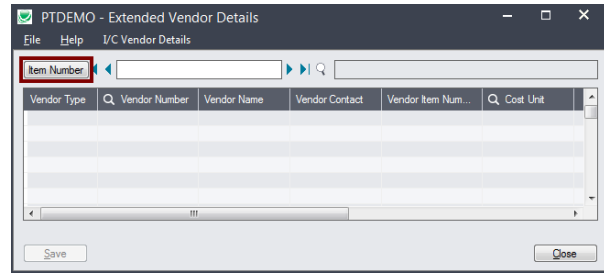 PTDEMO - Extended Vendor Details
File Help I/C Vendor Details
Item Number
Vendor Type Vendor Number Vendor Name Vendor Contact Vendor Item Num... Cost Unit
Save Close